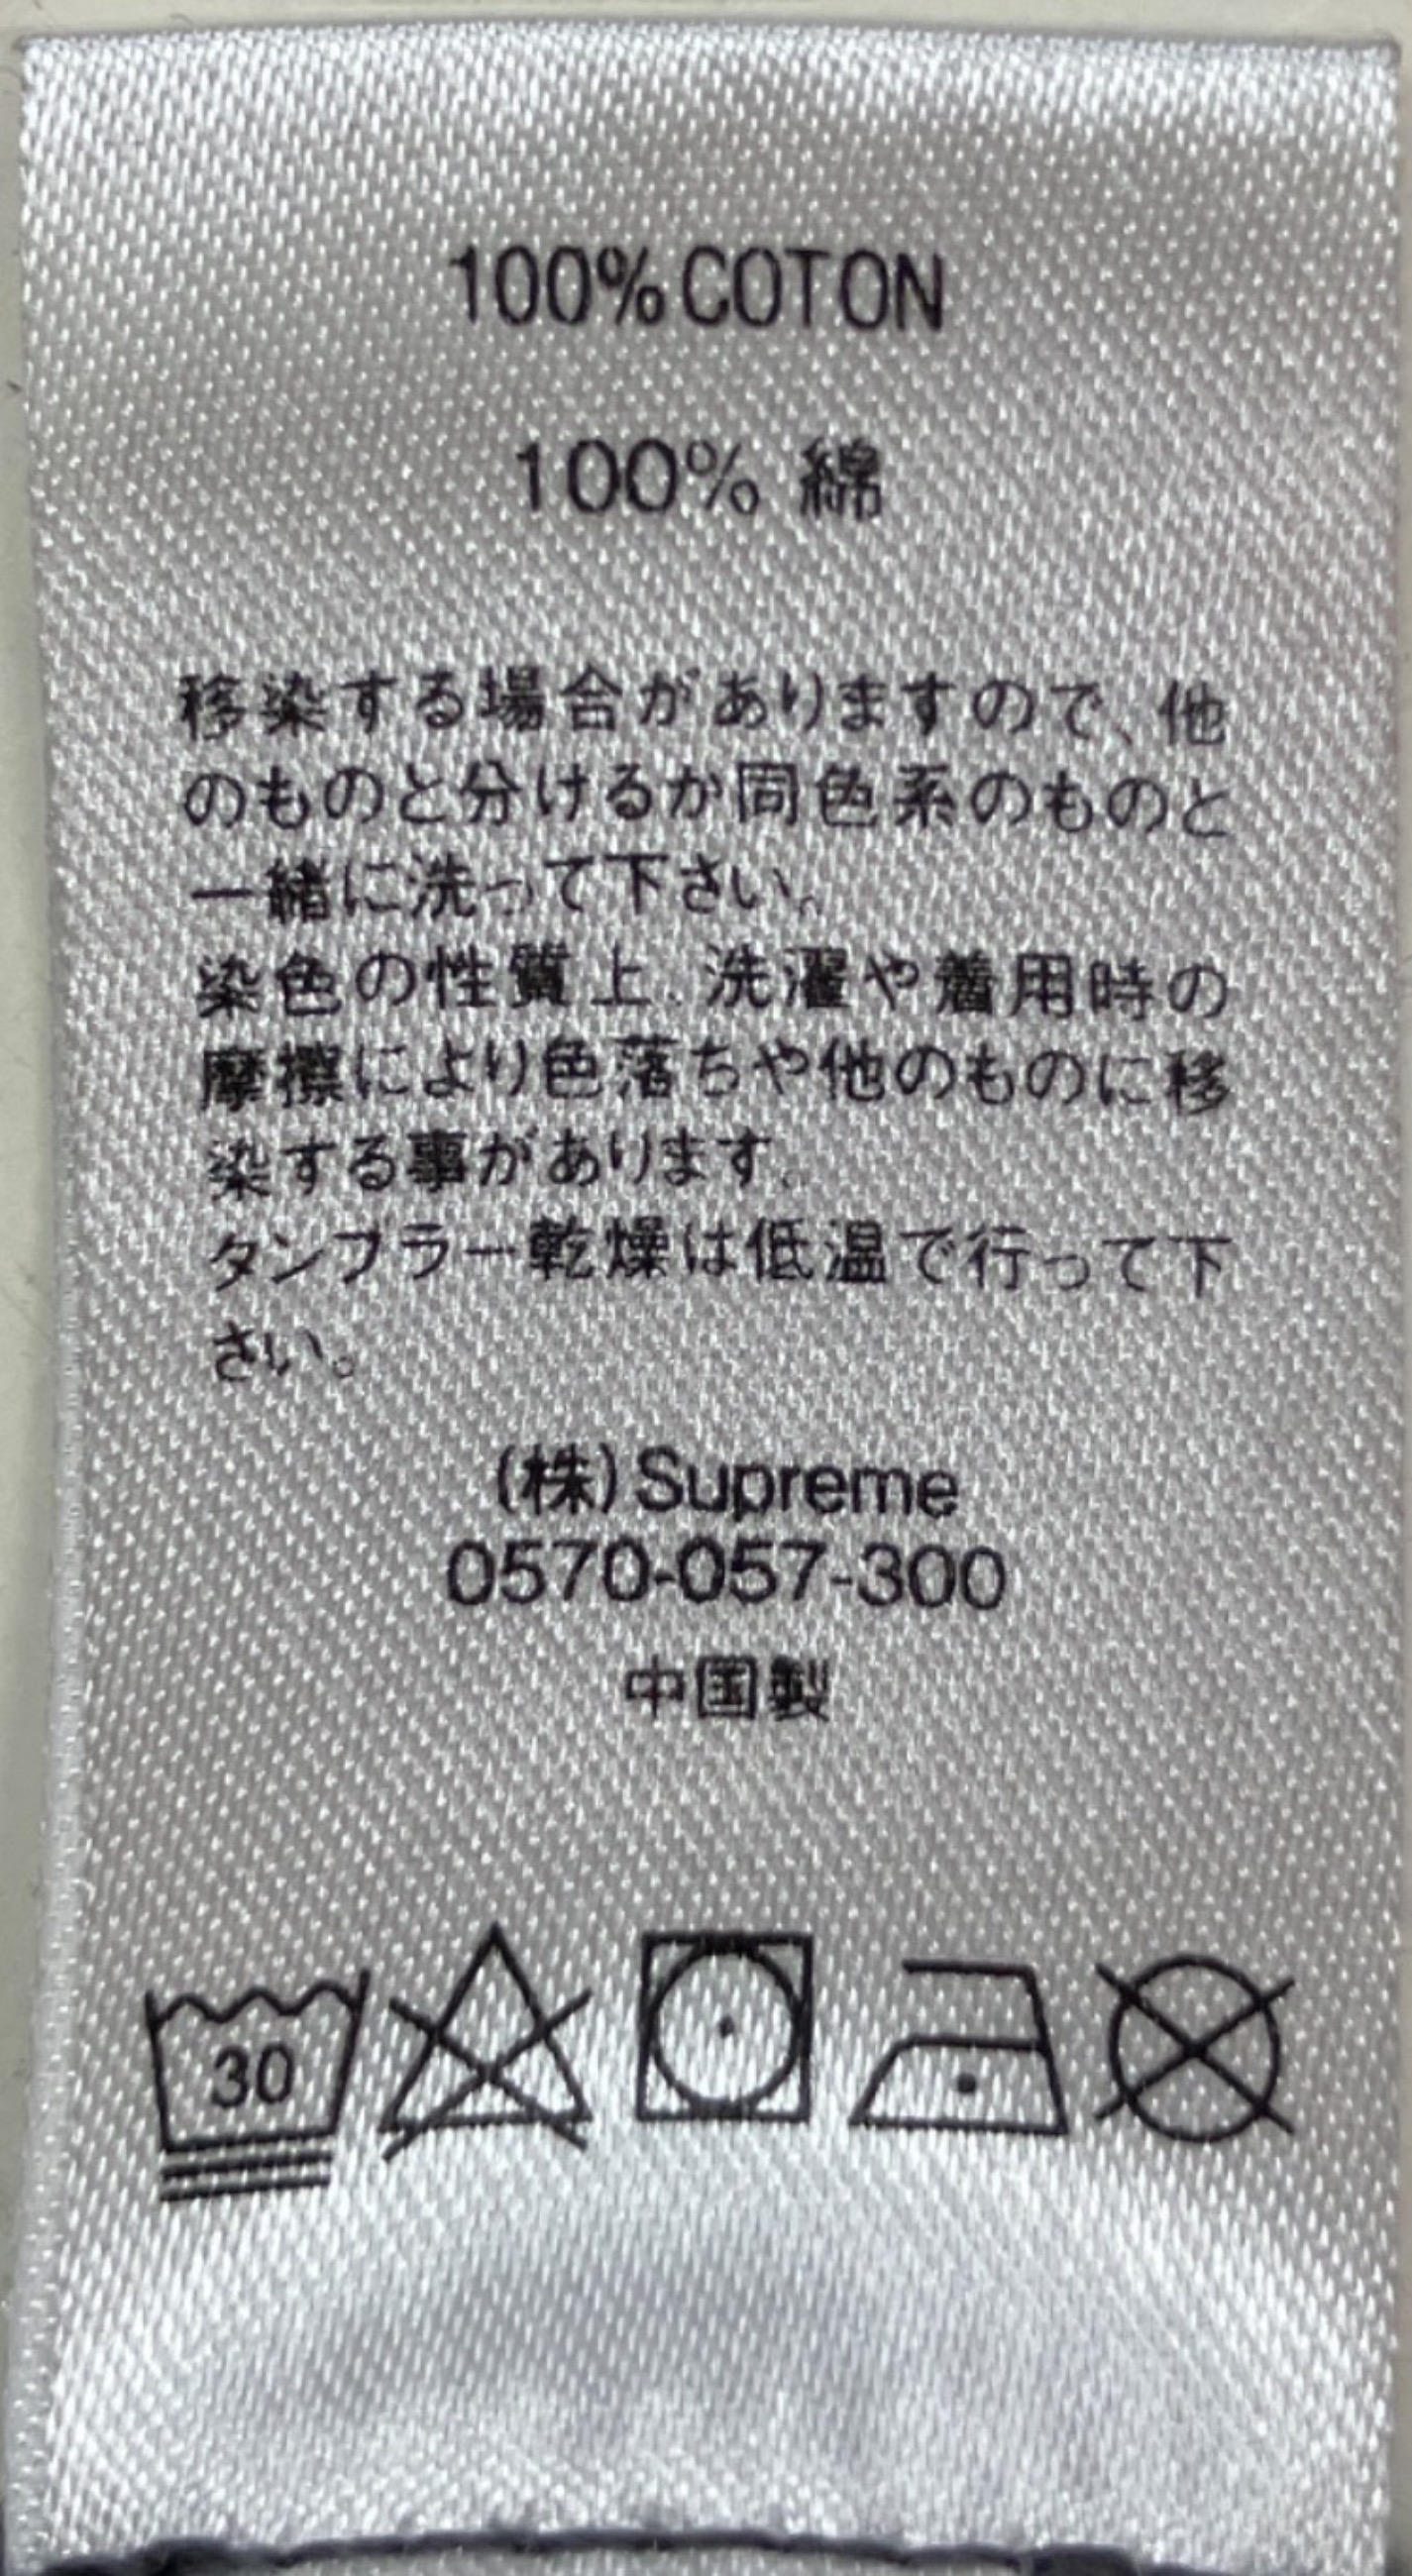 100% COTON
100% 綿
移染する場合がありますので、他
のものと分けるか同色系のものと
一緒に洗って下さい。
染色の性質上、洗濯や着用時の
摩擦により色落ちや他のものに移
染する事があります。
タンブラー乾燥は低温で行って下
さい。
(株) Supreme
0570-057-300
中国製
30